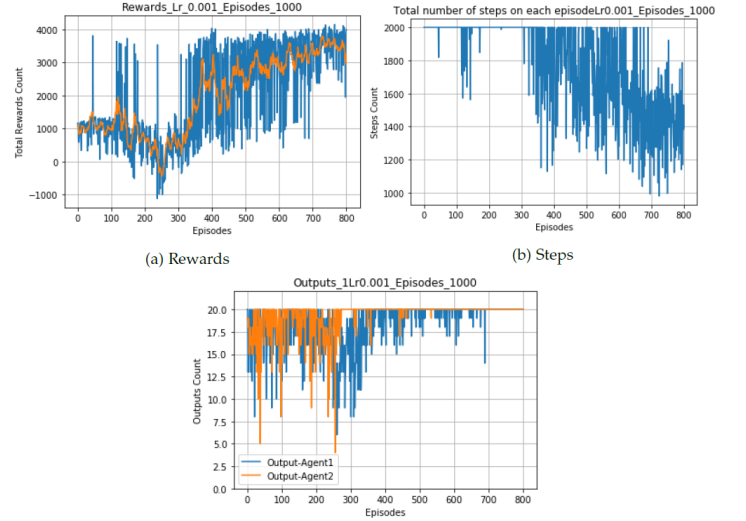 Rewards_Lr_0.001_Episodes_1000
Total Rewards Count
4000
3000
2000
1000
0
−1000
0 100 200 300 400 500 600 700 800
Episodes
(a) Rewards
Total number of steps on each episodeLr0.001_Episodes_1000
Steps Count
2000
1800
1600
1400
1200
1000
0 100 200 300 400 500 600 700 800
Episodes
(b) Steps
Outputs_1Lr0.001_Episodes_1000
Outputs Count
20.0
17.5
15.0
12.5
10.0
7.5
5.0
2.5
0.0
Output-Agent1
Output-Agent2
0 100 200 300 400 500 600 700 800
Episodes